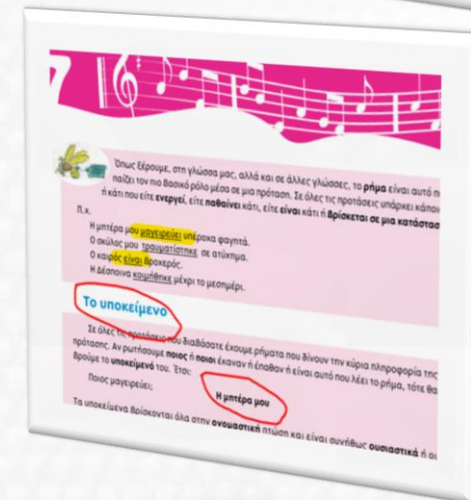 7
Όπως ξέρουμε, στη γλώσσα μας, αλλά και σε άλλες γλώσσες, το ρήμα είναι αυτό π
παίζει τον πιο βασικό ρόλο μέσα σε μια πρόταση. Σε όλες τις προτάσεις υπάρχει κάποι
ή κάτι που είτε ενεργεί, είτε παθαίνει κάτι, είτε είναι κάτι ή βρίσκεται σε μια κατάστασ
Π.χ.
Η μητέρα μου μαγειρεύει υπέροχα φαγητά.
Ο σκύλος μου τραυματίστηκε σε ατύχημα.
Ο καιρός είναι βροχερός.
Η Δέσποινα κοιμήθηκε μέχρι το μεσημέρι.
Το υποκείμενο
Σε όλες τις προτάσεις που διαβάσατε έχουμε ρήματα που δίνουν την κύρια πληροφορία της
πρότασης. Αν ρωτήσουμε ποιος ή ποιοι έκαναν ή έπαθαν ή είναι αυτό που λέει το ρήμα, τότε θα
βρούμε το υποκείμενό του. Έτσι:
Ποιος μαγειρεύει; Η μητέρα μου
Τα υποκείμενα βρίσκονται όλα στην ονομαστική πτώση και είναι συνήθως ουσιαστικά ή οι